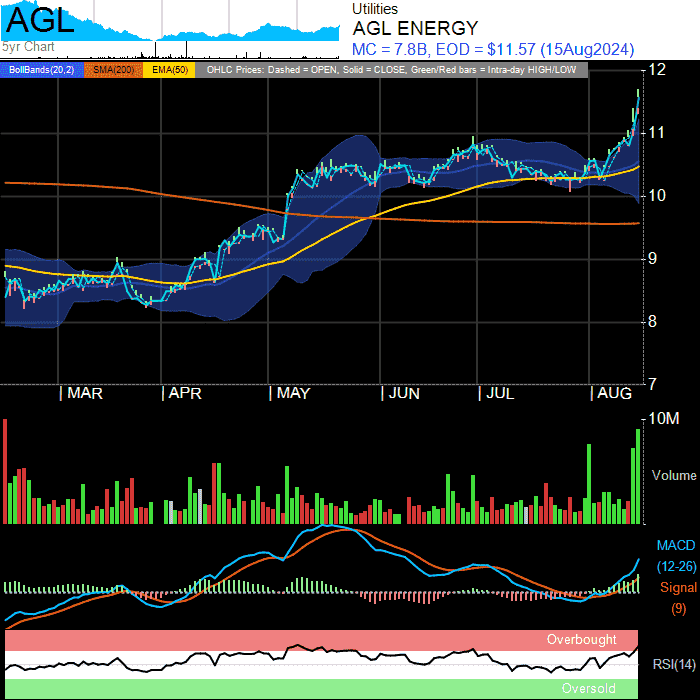 AGL
5yr Chart
Utilities
AGL ENERGY
MC = 7.8B, EOD = $11.57 (15Aug2024)
BollBands(20,2) SMA(200) EMA(50) OHLC Prices: Dashed = OPEN, Solid = CLOSE, Green/Red bars = Intra-day HIGH/LOW
12
11
10
9
8
7
MAR APR MAY JUN JUL AUG
10M
Volume
MACD
(12-26)
Signal
(9)
Overbought
RSI(14)
Oversold